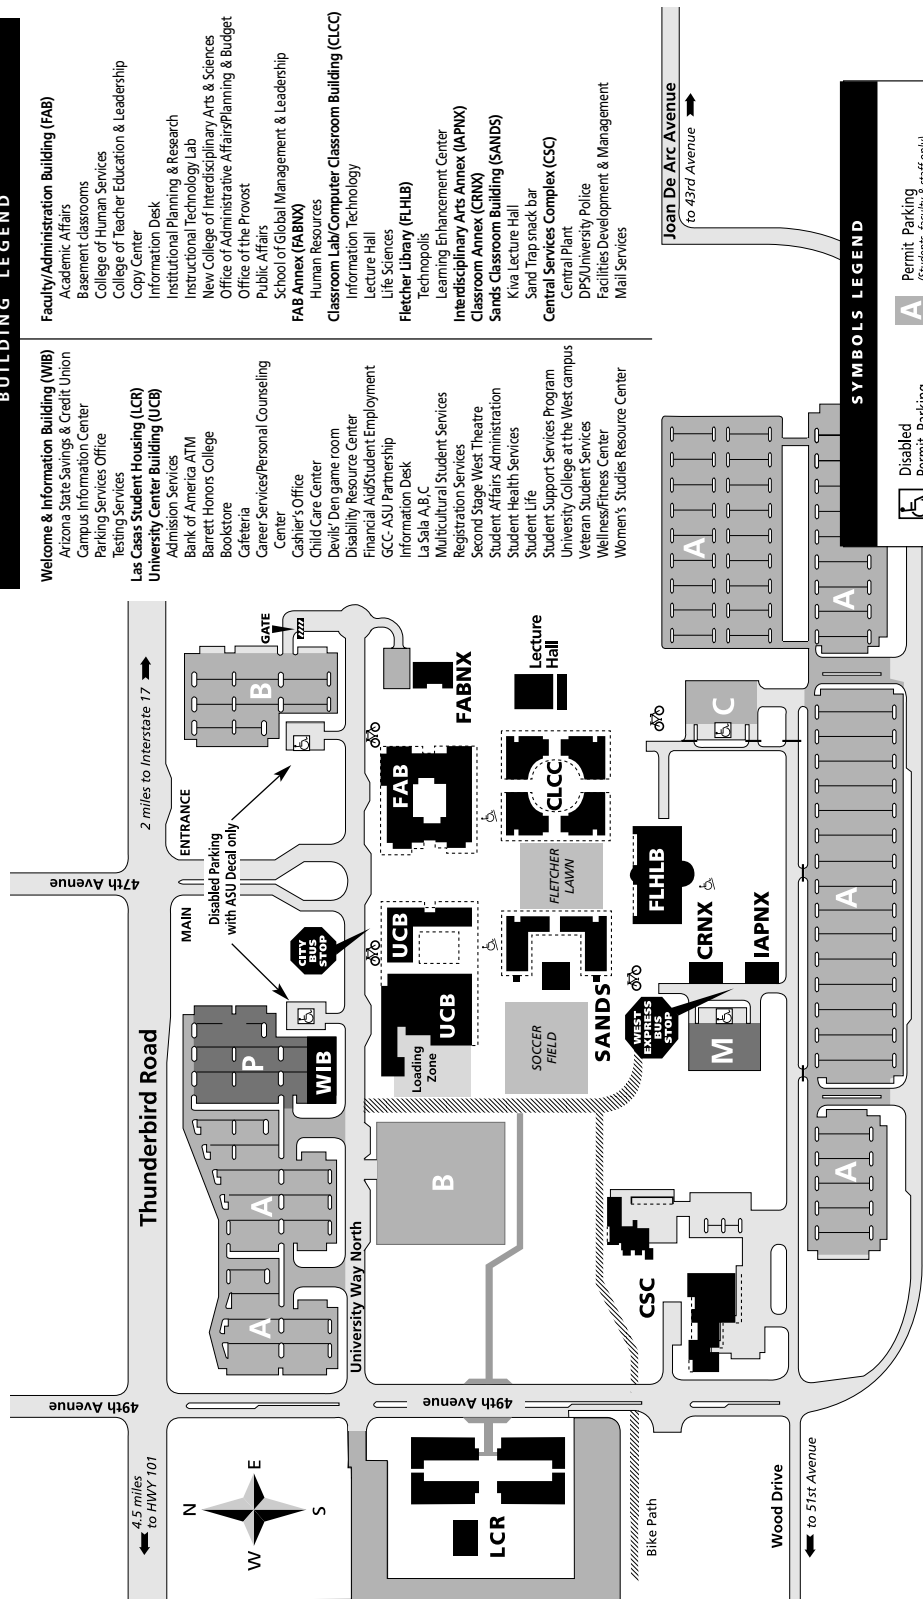 BUILDING LEGEND
Welcome & Information Building (WIB)
Arizona State Savings & Credit Union
Campus Information Center
Parking Services Office
Testing Services
Las Casas Student Housing (LCR)
University Center Building (UCB)
Admission Services
Bank of America ATM
Barrett Honors College
Bookstore
Cafeteria
Career Services/Personal Counseling
Center
Cashier's Office
Child Care Center
Devils' Den game room
Disability Resource Center
Financial Aid/Student Employment
GCC- ASU Partnership
Information Desk
La Sala A,B,C
Multicultural Student Services
Registration Services
Second Stage West Theatre
Student Affairs Administration
Student Health Services
Student Life
Student Support Services Program
University College at the West campus
Veteran Student Services
Wellness/Fitness Center
Women's Studies Resource Center
Faculty/Administration Building (FAB)
Academic Affairs
Basement classrooms
College of Human Services
College of Teacher Education & Leadership
Copy Center
Information Desk
Institutional Planning & Research
Instructional Technology Lab
New College of Interdisciplinary Arts & Sciences
Office of Administrative Affairs/Planning & Budget
Office of the Provost
Public Affairs
School of Global Management & Leadership
FAB Annex (FABNX)
Human Resources
Classroom Lab/Computer Classroom Building (CLCC)
Information Technology
Lecture Hall
Life Sciences
Fletcher Library (FLHLB)
Technopolis
Learning Enhancement Center
Interdisciplinary Arts Annex (IAPNX)
Classroom Annex (CRNX)
Sands Classroom Building (SANDS)
Kiva Lecture Hall
Sand Trap snack bar
Central Services Complex (CSC)
Central Plant
DPS/University Police
Facilities Development & Management
Mail Services
4.5 miles
to HWY 101
49th Avenue
Thunderbird Road
47th Avenue
2 miles to Interstate 17
MAIN
ENTRANCE
N
E
S
W
A
A
P
WIB
Disabled Parking
with ASU Decal only
B
GATE
CITY
BUS
STOP
University Way North
B
Loading
Zone
UCB
UCB
FAB
FABNX
49th Avenue
LCR
SOCCER
FIELD
SANDS
FLETCHER
LAWN
CLCC
Lecture
Hall
Bike Path
CSC
WEST
EXPRESS
BUS
STOP
M
CRNX
IAPNX
FLHLB
C
A
A
A
A
Wood Drive
to 51st Avenue
Joan De Arc Avenue
to 43rd Avenue
SYMBOLS LEGEND
Disabled
Permit Parking
A
Permit Parking
(Students, faculty & staff only)